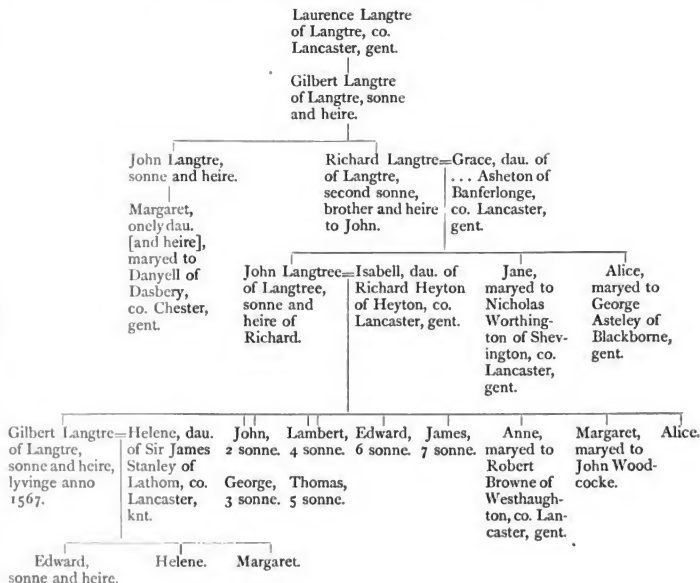 Laurence Langtre
of Langtre, co.
Lancaster, gent.
Gilbert Langtre
of Langtre, sonne
and heire.
John Langtre,
sonne and heire.
Margaret,
onely dau.
[and heire],
maryed to
Danyell of
Dasbery,
co. Chester,
gent.
Richard Langtre=Grace, dau. of
of Langtre,
second sonne,
brother and heire
to John.
. . . Asheton of
Banferlonge,
co. Lancaster,
gent.
John Langtree=Isabell, dau. of
of Langtree,
sonne and
heire of
Richard.
Richard Heyton
of Heyton, co.
Lancaster, gent.
Jane,
maryed to
Nicholas
Worthing-
ton of Shev-
ington, co.
Lancaster,
gent.
Alice,
maryed to
George
Asteley of
Blackborne,
gent.
Gilbert Langtre=Helene, dau.
of Langtre,
sonne and heire,
lyvinge anno
1567.
of Sir James
Stanley of
Lathom, co.
Lancaster,
knt.
John,
2 sonne.
George,
3 sonne.
Lambert,
4 sonne.
Thomas,
5 sonne.
Edward,
6 sonne.
James,
7 sonne.
Anne,
maryed to
Robert
Browne of
Westhaugh-
ton, co. Lan-
caster, gent.
Margaret,
maryed to
John Wood-
cocke.
Alice.
Edward,
sonne and heire.
Helene.
Margaret.